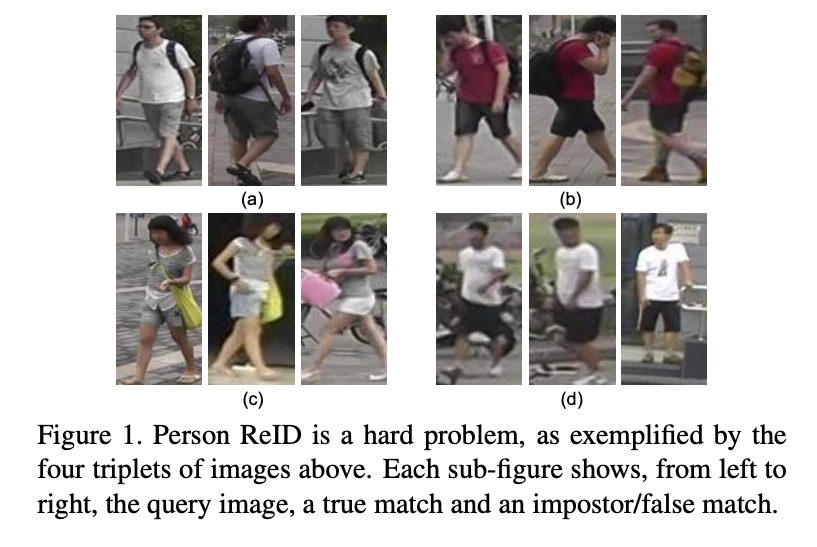 (a)
(b)
(c)
(d)
Figure 1. Person ReID is a hard problem, as exemplified by the
four triplets of images above. Each sub-figure shows, from left to
right, the query image, a true match and an impostor/false match.